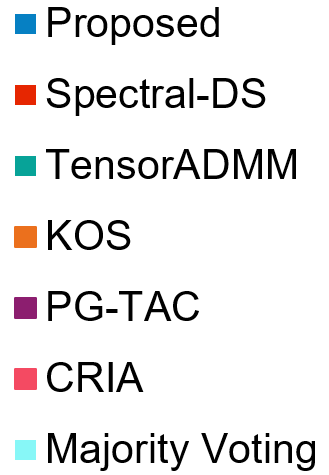 Proposed
Spectral-DS
TensorADMM
KOS
PG-TAC
CRIA
Majority Voting